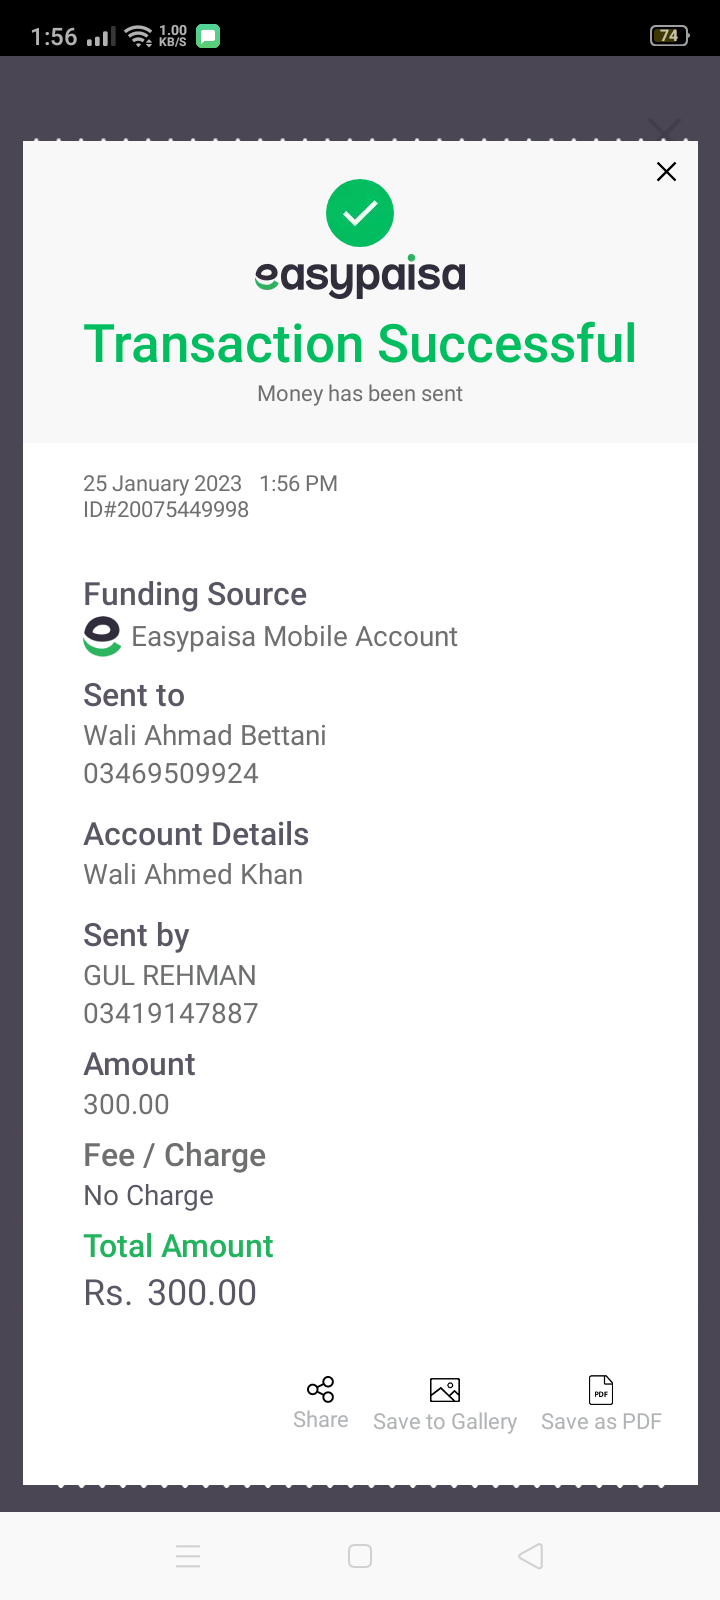 1:56 1.00 KB/S 74
easypaisa
Transaction Successful
Money has been sent
25 January 2023 1:56 PM
ID#20075449998
Funding Source
Easypaisa Mobile Account
Sent to
Wali Ahmad Bettani
03469509924
Account Details
Wali Ahmed Khan
Sent by
GUL REHMAN
03419147887
Amount
300.00
Fee / Charge
No Charge
Total Amount
Rs. 300.00
PDF
Share Save to Gallery Save as PDF